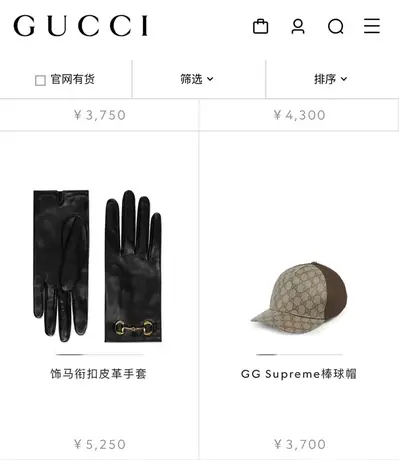 GUCCI
官网有货
筛选
排序
¥3,750
¥4,300
饰马衔扣皮革手套
GG Supreme棒球帽
¥5,250
¥3,700